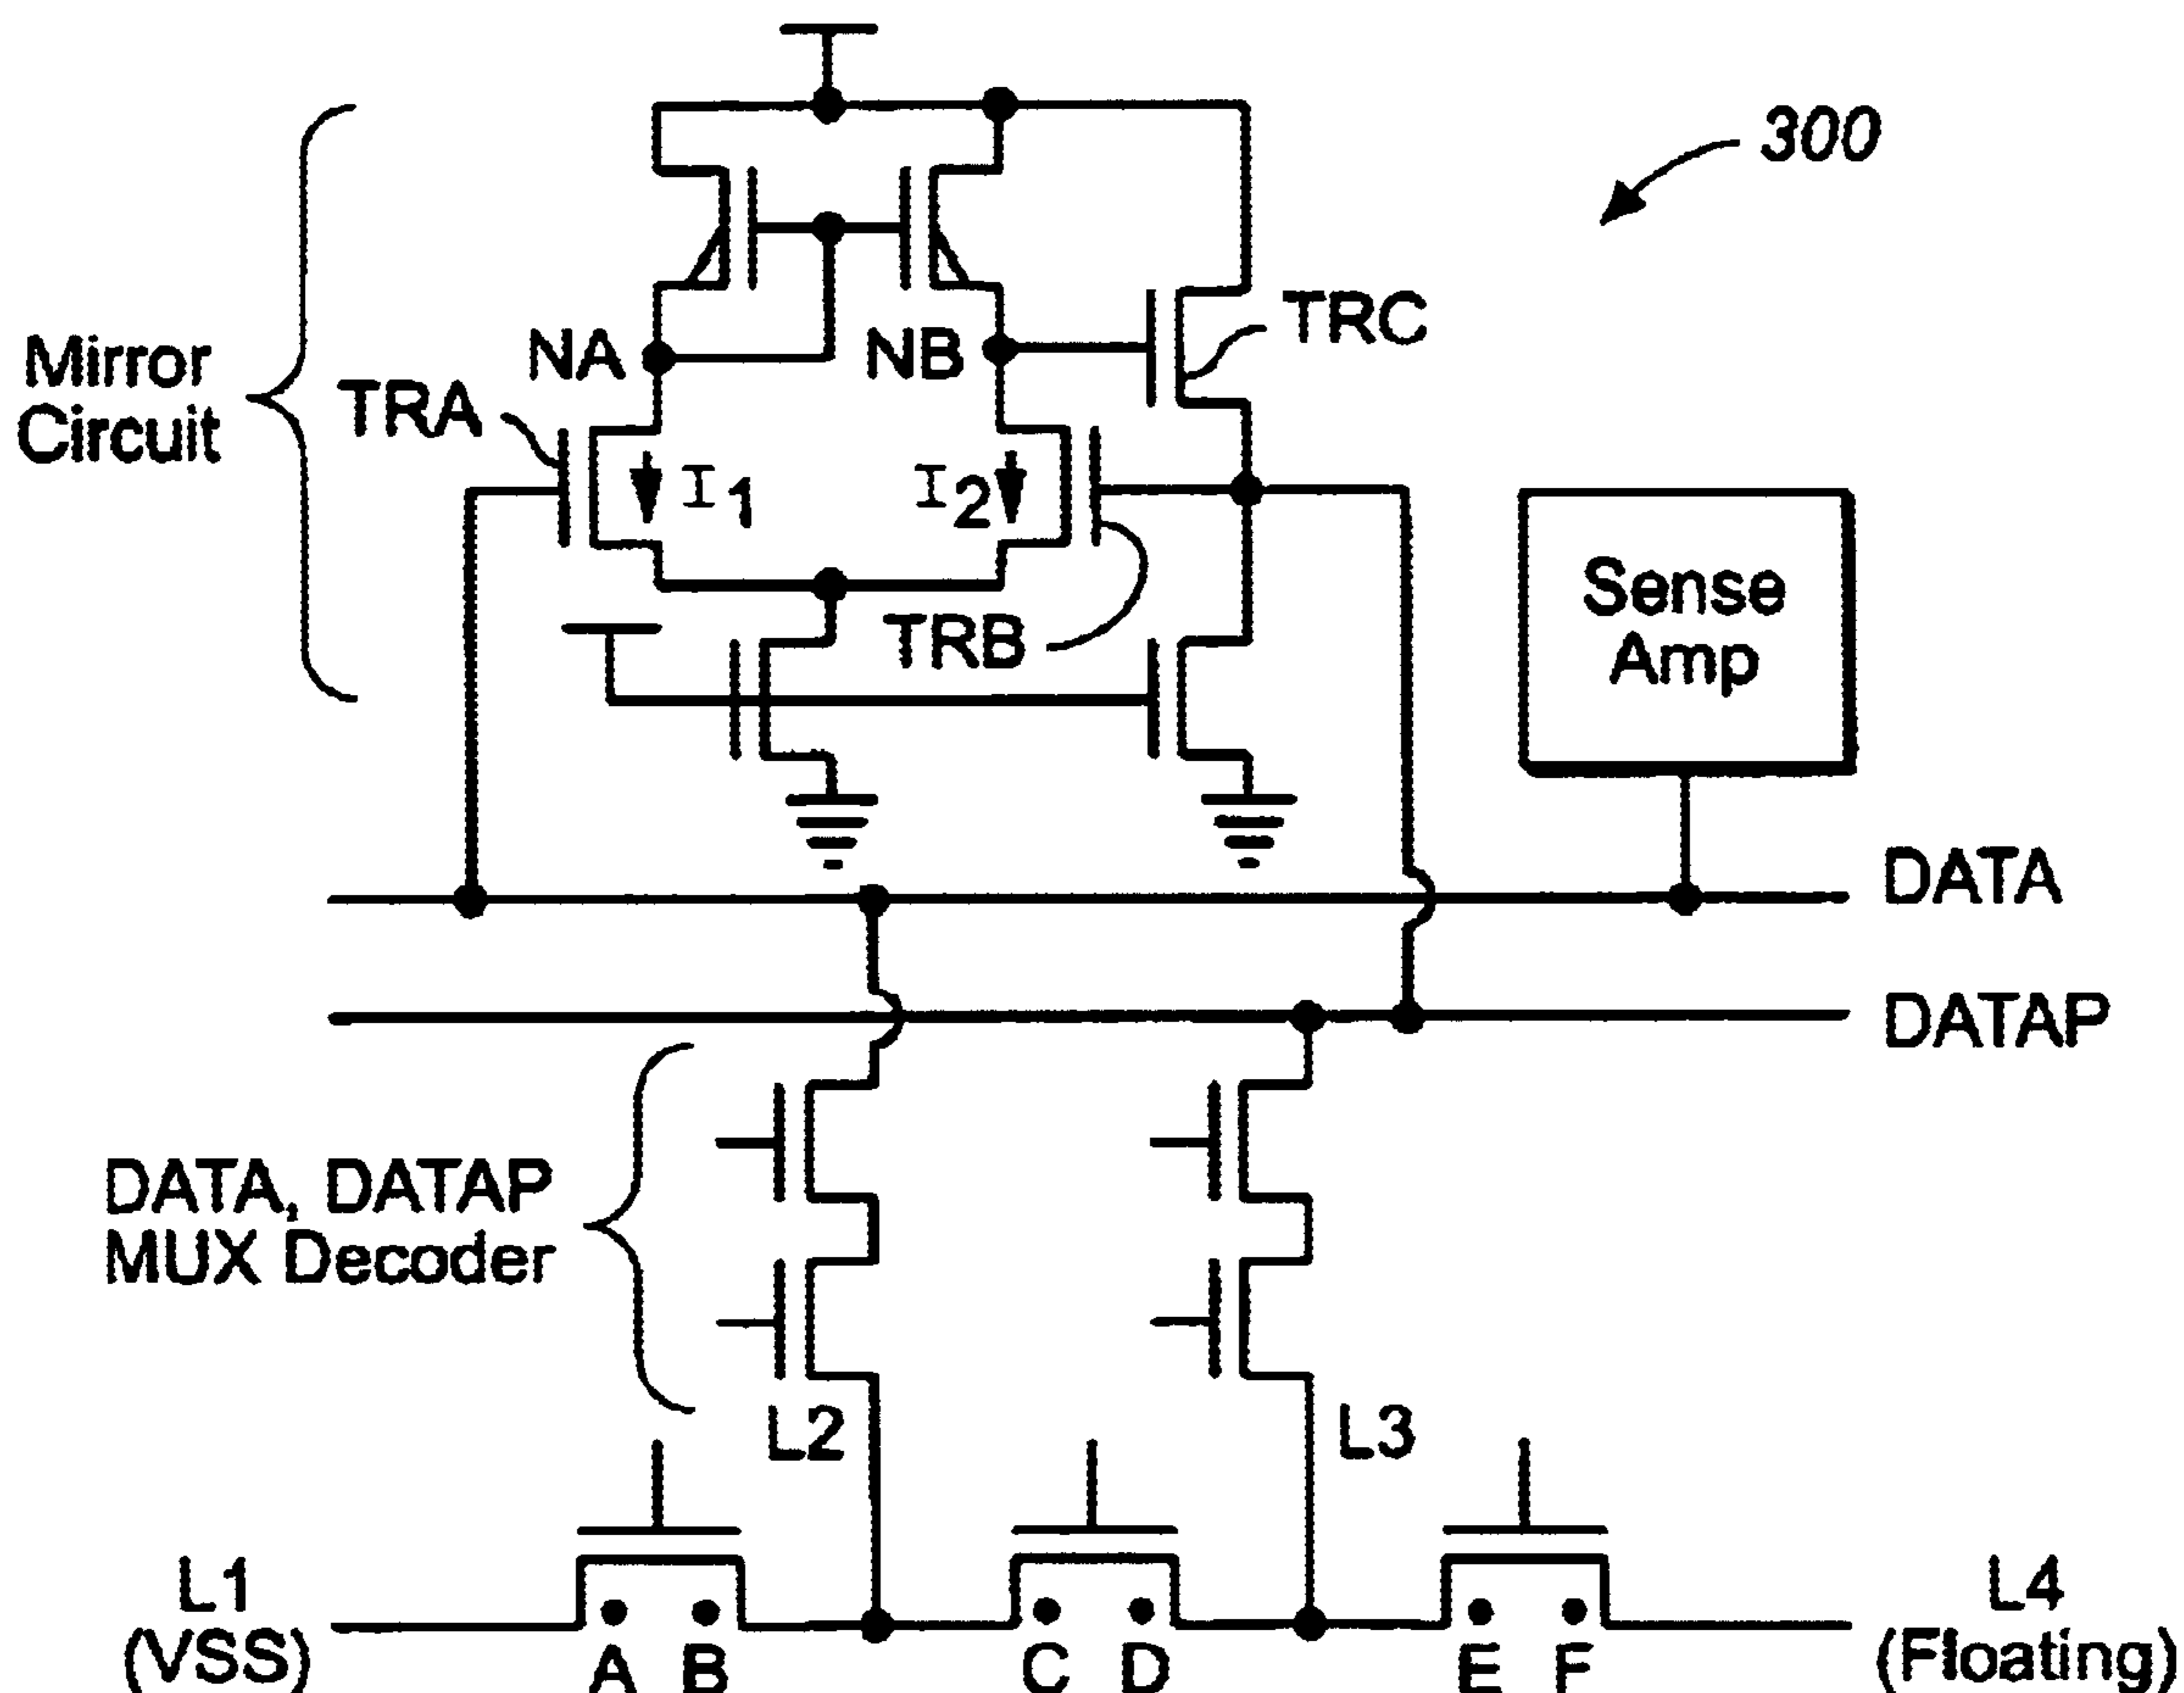 300
TRC
NA
NB
Mirror
Circuit
TRA
I1
I2
Sense
Amp
TRB
DATA
DATAP
DATA, DATAP
MUX Decoder
L2
L3
L1
(VSS)
L4
(Floating)
A
B
C
D
E
F